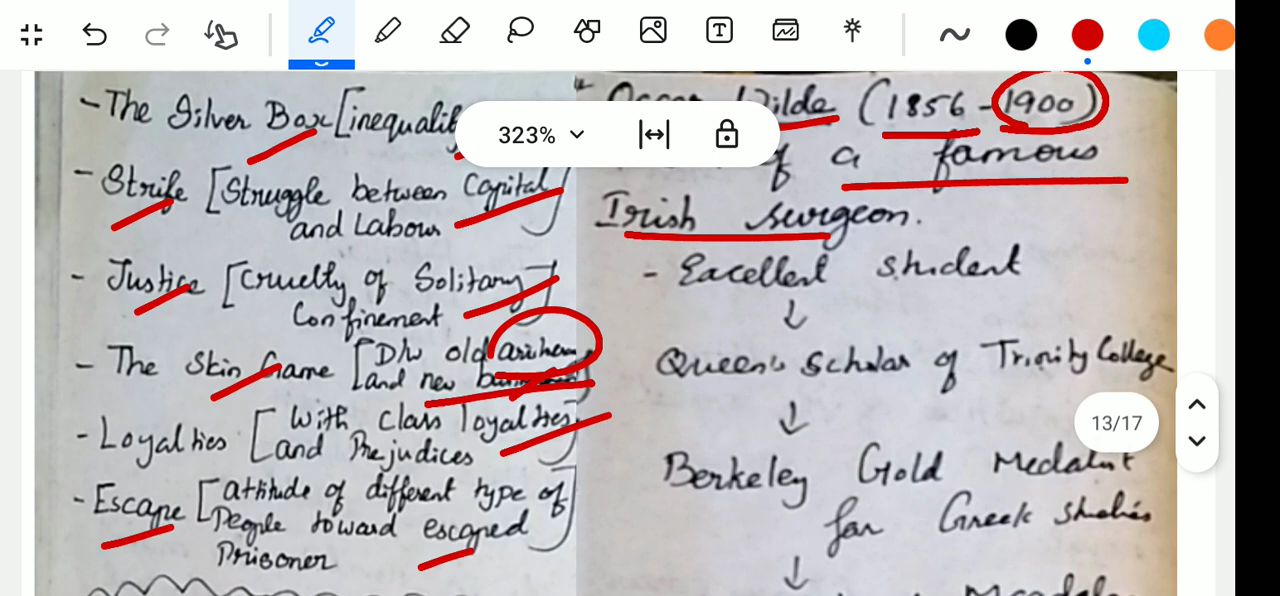 323%
13/17
-The Silver Box [inequality
- Strife [Struggle between Capital]
and Labour
- Justice [Cruelty of Solitary]
Confinement
- The Skin Game [D/w old
and new
- Loyalties [With Class loyalties
and Prejudices]
- Escape [attitude of different type of
People toward escaped
Prisoner]
Oscar Wilde (1856 - 1900)
of a famous
Irish surgeon.
- Excellent student
↓
Queen's Scholar of Trinity College
↓
Berkeley Gold Medalist
for Greek studies
↓